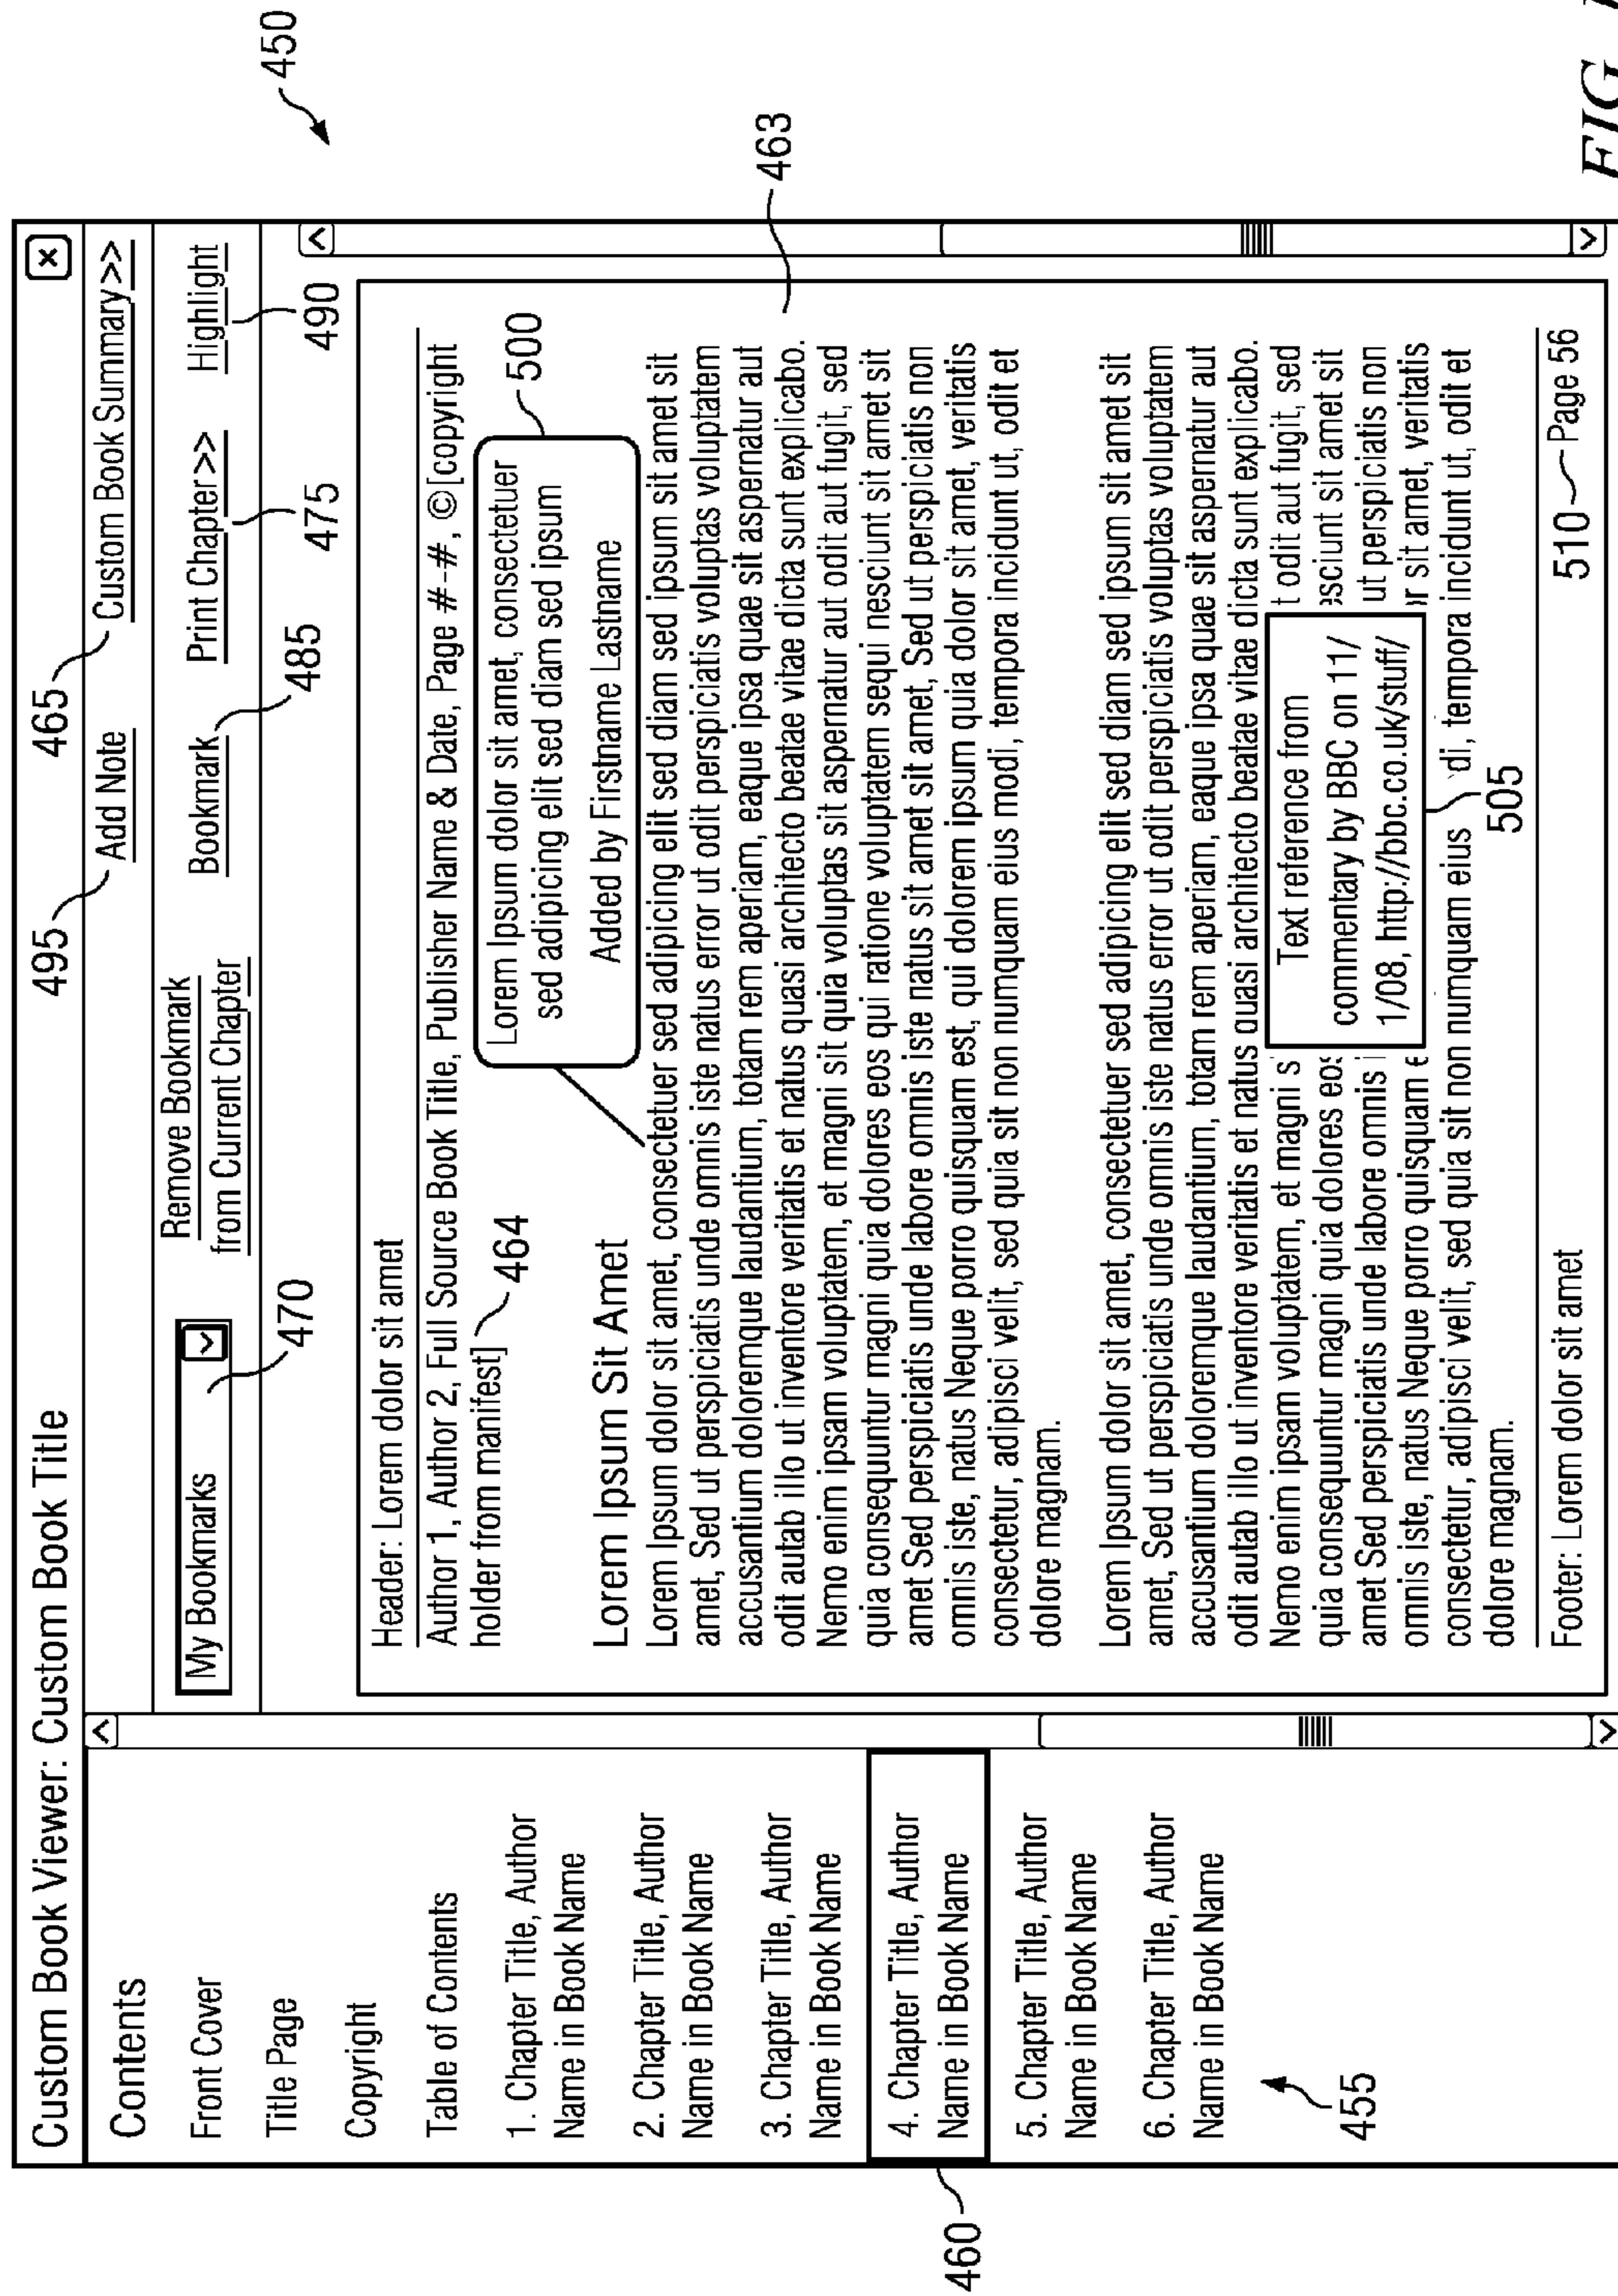 Custom Book Viewer: Custom Book Title
495
465
Add Note
Custom Book Summary>>
450
Contents
Front Cover
Title Page
Copyright
Table of Contents
1. Chapter Title, Author
Name in Book Name
2. Chapter Title, Author
Name in Book Name
3. Chapter Title, Author
Name in Book Name
460
4. Chapter Title, Author
Name in Book Name
5. Chapter Title, Author
Name in Book Name
6. Chapter Title, Author
Name in Book Name
455
My Bookmarks
Remove Bookmark
from Current Chapter
Bookmark
Print Chapter>>
Highlight
470
485
475
490
Header: Lorem dolor sit amet
Author 1, Author 2, Full Source Book Title, Publisher Name & Date, Page #-#, ©[copyright
holder from manifest]
464
Lorem Ipsum dolor sit amet, consectetuer
sed adipicing elit sed diam sed ipsum
Added by Firstname Lastname
500
463
Lorem Ipsum Sit Amet
Lorem Ipsum dolor sit amet, consectetuer sed adipicing elit sed diam sed ipsum sit amet sit
amet, Sed ut perspiciatis unde omnis iste natus error ut odit perspiciatis voluptas voluptatem
accusantium doloremque laudantium, totam rem aperiam, eaque ipsa quae sit aspernatur aut
odit autab illo ut inventore veritatis et natus quasi architecto beatae vitae dicta sunt explicabo.
Nemo enim ipsam voluptatem, et magni sit quia voluptas sit aspernatur aut odit aut fugit, sed
quia consequuntur magni quia dolores eos qui ratione voluptatem sequi nesciunt sit amet sit
amet Sed perspiciatis unde labore omnis iste natus sit amet sit amet, Sed ut perspiciatis non
omnis iste, natus Neque porro quisquam est, qui dolorem ipsum quia dolor sit amet, veritatis
consectetur, adipisci velit, sed quia sit non numquam eius modi, tempora incidunt ut, odit et
dolore magnam.
Lorem Ipsum dolor sit amet, consectetuer sed adipicing elit sed diam sed ipsum sit amet sit
amet, Sed ut perspiciatis unde omnis iste natus error ut odit perspiciatis voluptas voluptatem
accusantium doloremque laudantium, totam rem aperiam, eaque ipsa quae sit aspernatur aut
odit autab illo ut inventore veritatis et natus quasi architecto beatae vitae dicta sunt explicabo.
Nemo enim ipsam voluptatem, et magni s t odit aut fugit, sed
quia consequuntur magni quia dolores eos sciunt sit amet sit
amet Sed perspiciatis unde labore omnis ut perspiciatis non
omnis iste, natus Neque porro quisquam e r sit amet, veritatis
consectetur, adipisci velit, sed quia sit non numquam eius di, tempora incidunt ut, odit et
dolore magnam.
Text reference from
commentary by BBC on 11/
1/08, http://bbc.co.uk/stuff/
505
Footer: Lorem dolor sit amet
510
Page 56
FIG.